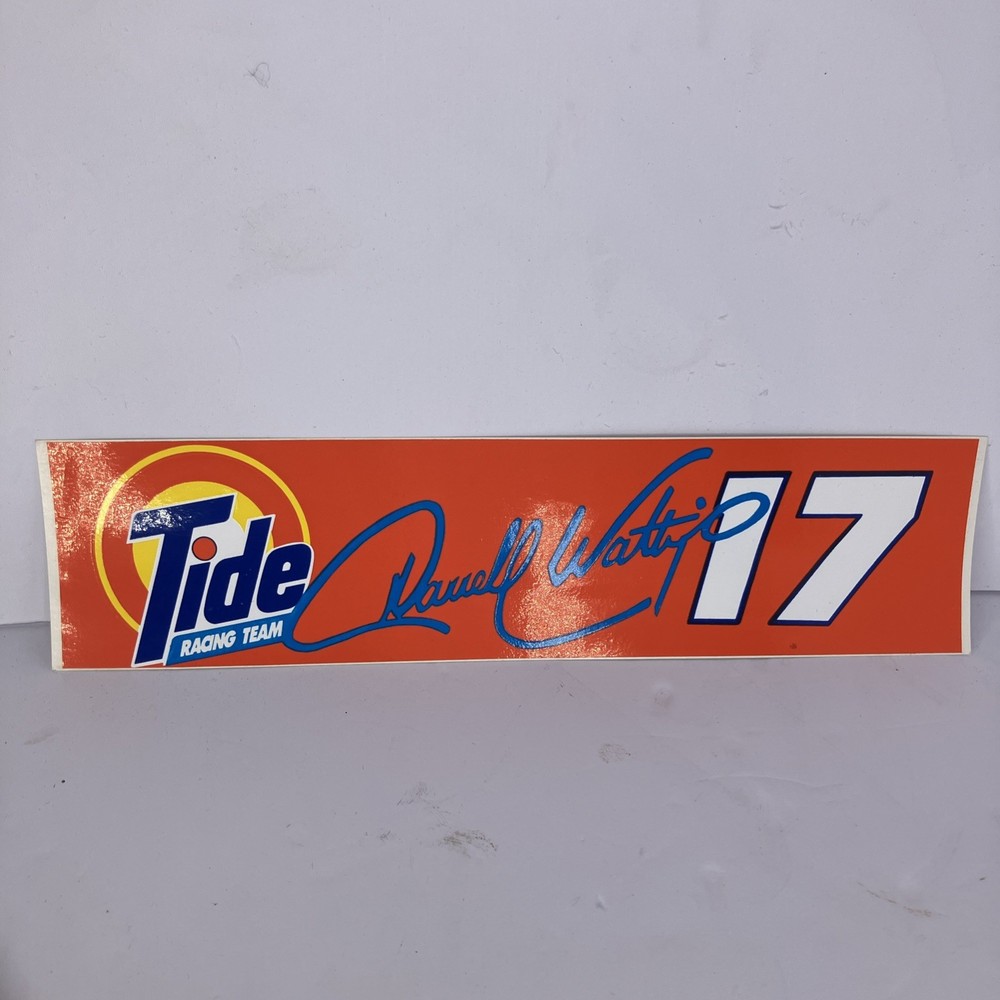 Tide
RACING TEAM
Darrell Waltrip
17